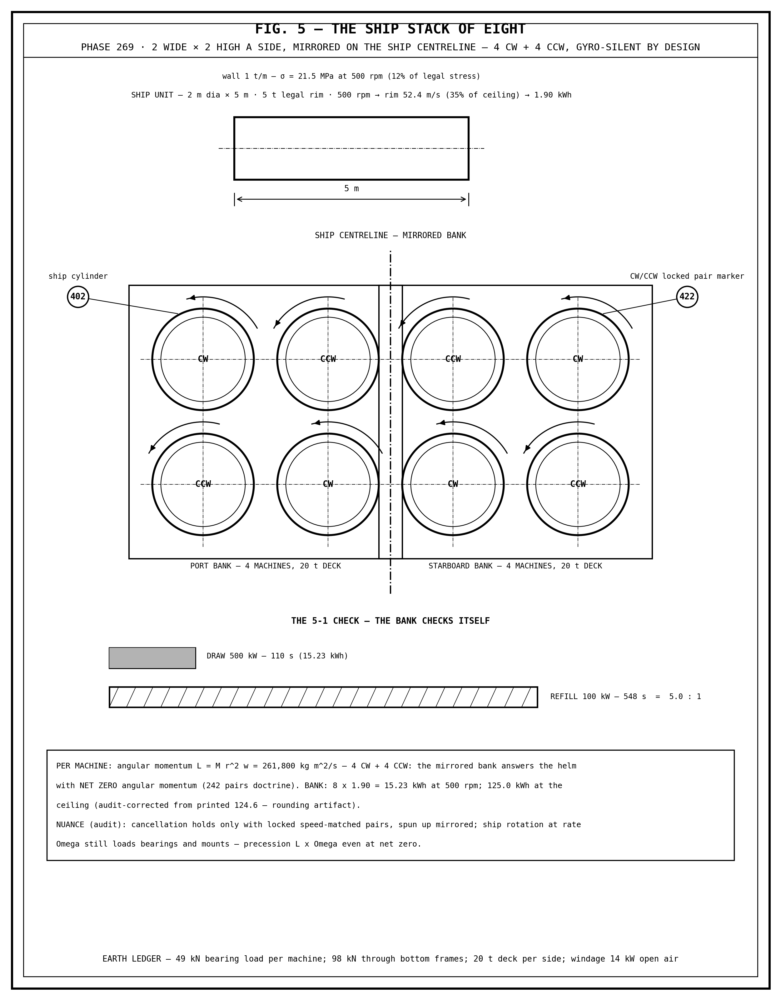 FIG. 5 — THE SHIP STACK OF EIGHT
PHASE 269 · 2 WIDE × 2 HIGH A SIDE, MIRRORED ON THE SHIP CENTRELINE — 4 CW + 4 CCW, GYRO-SILENT BY DESIGN
wall 1 t/m — σ = 21.5 MPa at 500 rpm (12% of legal stress)
SHIP UNIT — 2 m dia × 5 m · 5 t legal rim · 500 rpm → rim 52.4 m/s (35% of ceiling) → 1.90 kWh
5 m
SHIP CENTRELINE — MIRRORED BANK
ship cylinder
CW/CCW locked pair marker
402
422
CW
CCW
CCW
CW
CCW
CW
CW
CCW
PORT BANK — 4 MACHINES, 20 t DECK
STARBOARD BANK — 4 MACHINES, 20 t DECK
THE 5-1 CHECK — THE BANK CHECKS ITSELF
DRAW 500 kW — 110 s (15.23 kWh)
REFILL 100 kW — 548 s = 5.0 : 1
PER MACHINE: angular momentum L = M r^2 w = 261,800 kg m^2/s — 4 CW + 4 CCW: the mirrored bank answers the helm
with NET ZERO angular momentum (242 pairs doctrine). BANK: 8 x 1.90 = 15.23 kWh at 500 rpm; 125.0 kWh at the
ceiling (audit-corrected from printed 124.6 — rounding artifact).
NUANCE (audit): cancellation holds only with locked speed-matched pairs, spun up mirrored; ship rotation at rate
Omega still loads bearings and mounts — precession L x Omega even at net zero.
EARTH LEDGER — 49 kN bearing load per machine; 98 kN through bottom frames; 20 t deck per side; windage 14 kW open air